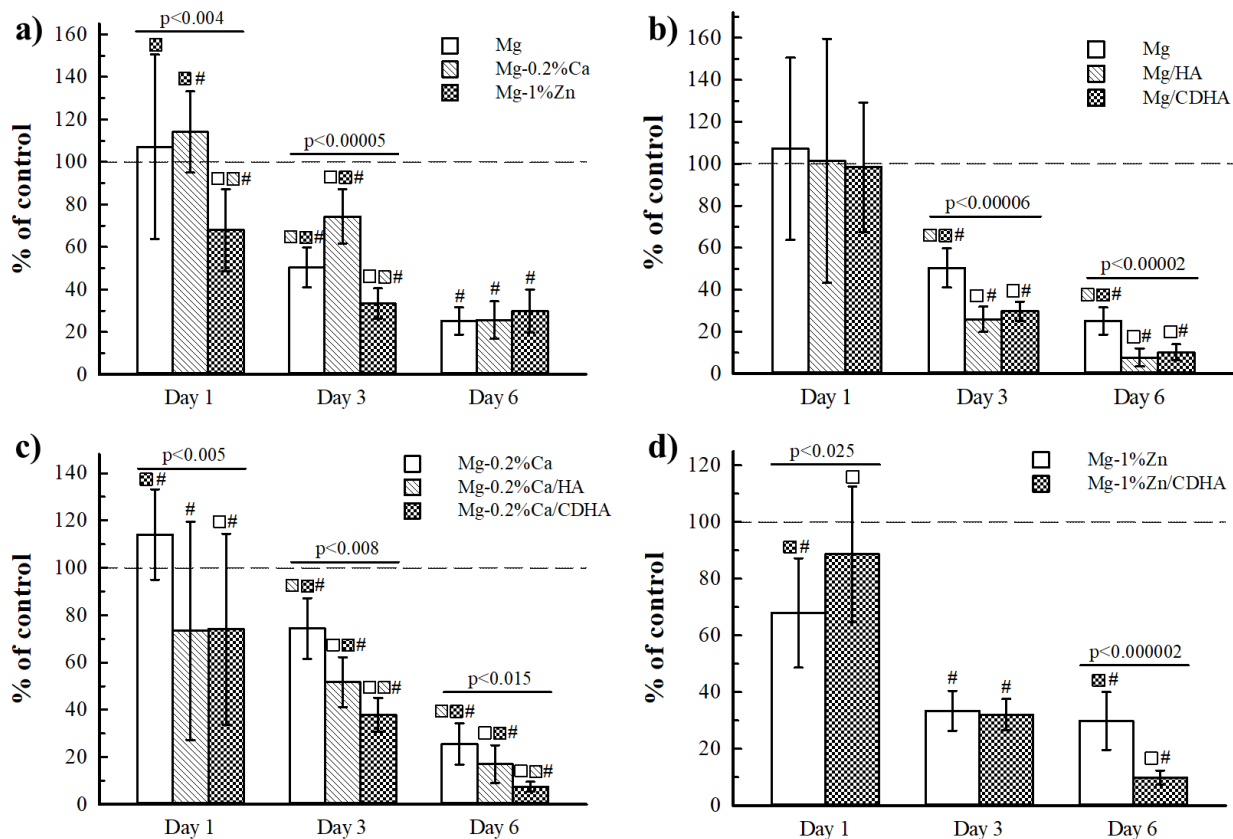 a)
p<0.004
Mg
Mg-0.2%Ca
Mg-1%Zn
#
#
p<0.00005
#
#
#
# # #
% of control
160
140
120
100
80
60
40
20
0
Day 1 Day 3 Day 6
b)
Mg
Mg/HA
Mg/CDHA
p<0.00006
#
#
#
p<0.00002
#
#
#
% of control
160
140
120
100
80
60
40
20
0
Day 1 Day 3 Day 6
c)
p<0.005
Mg-0.2%Ca
Mg-0.2%Ca/HA
Mg-0.2%Ca/CDHA
#
#
#
p<0.008
#
#
#
p<0.015
#
#
#
% of control
140
120
100
80
60
40
20
0
Day 1 Day 3 Day 6
d)
p<0.025
Mg-1%Zn
Mg-1%Zn/CDHA
#
# #
p<0.000002
#
#
% of control
120
100
80
60
40
20
0
Day 1 Day 3 Day 6